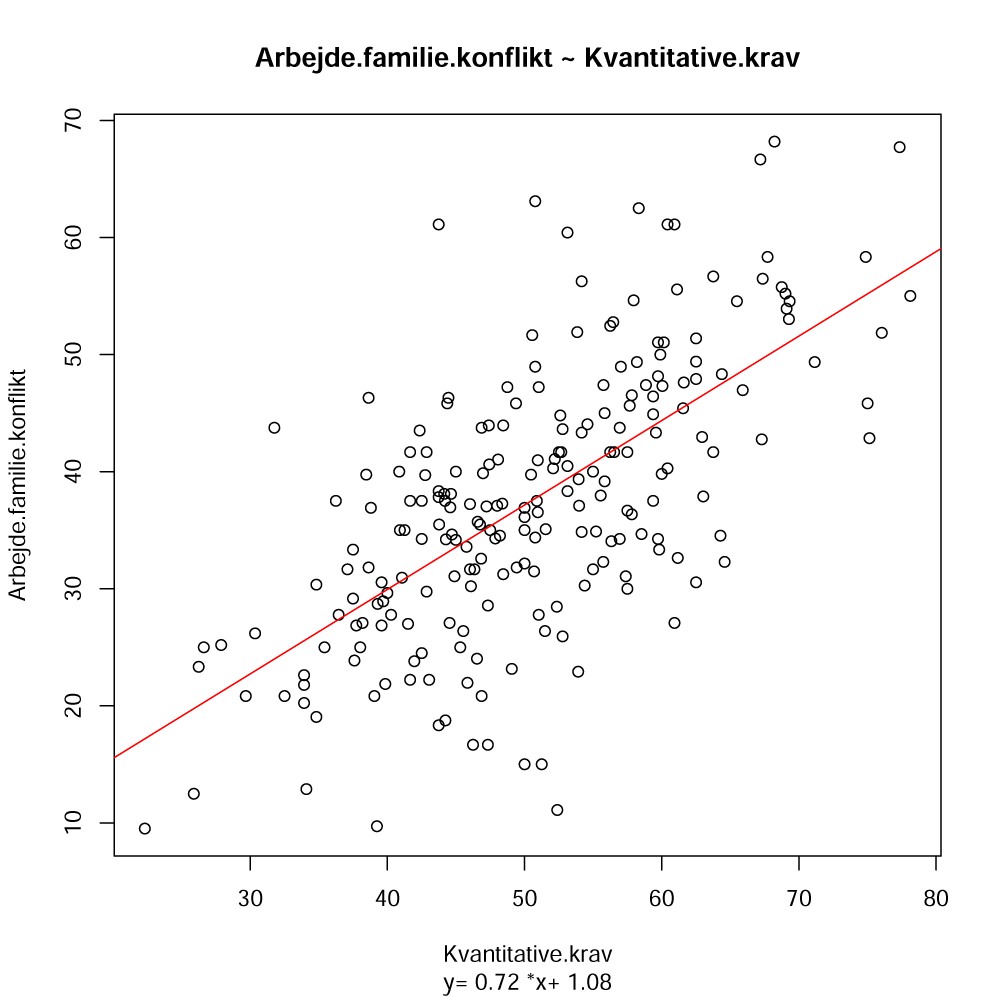 Arbejde.familie.konflikt ~ Kvantitative.krav
Arbejde.familie.konflikt
70
60
50
40
30
20
10
30 40 50 60 70 80
Kvantitative.krav
y= 0.72 *x+ 1.08